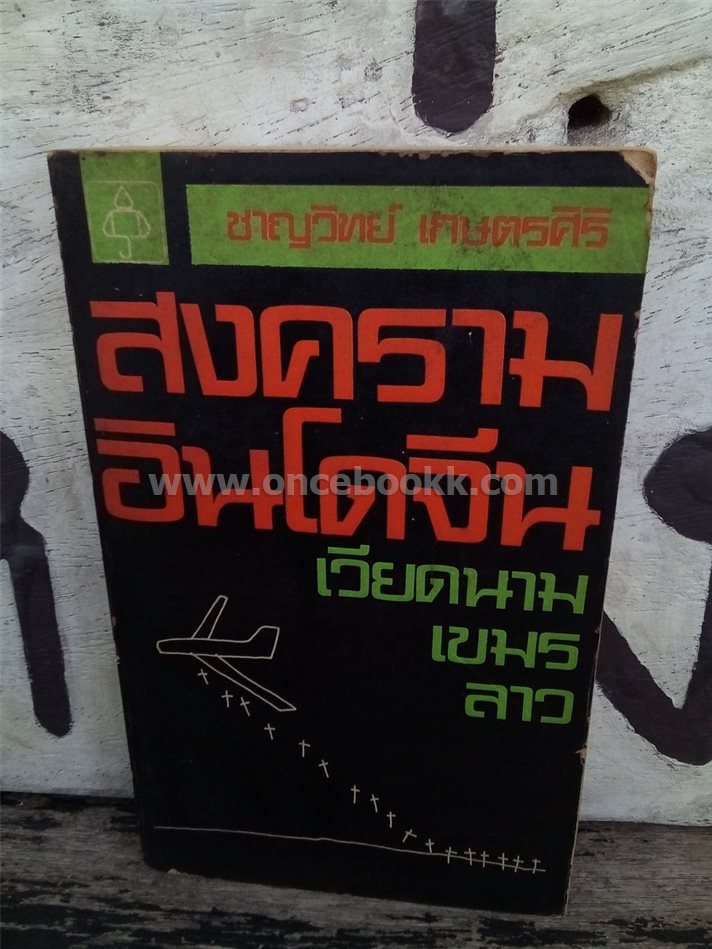 ชาญวิทย์ เกษตรศิริ
สงคราม
อินโดจีน
www.oncebookk.com
เวียดนาม
เขมร
ลาว